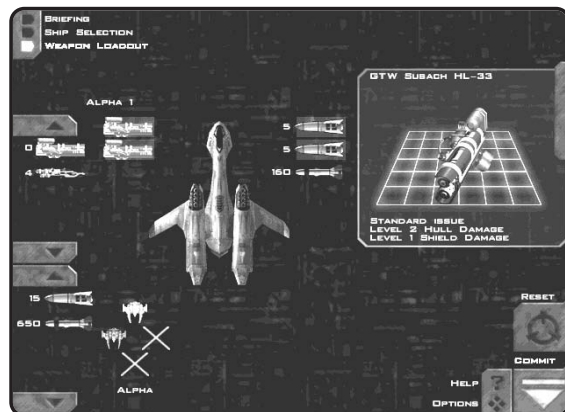 Briefing
Ship Selection
Weapon Loadout
Alpha 1
0
4
5
5
160
GTW Subach HL-33
Standard issue
Level 2 Hull Damage
Level 1 Shield Damage
15
650
Alpha
Reset
Commit
Help
?
Options